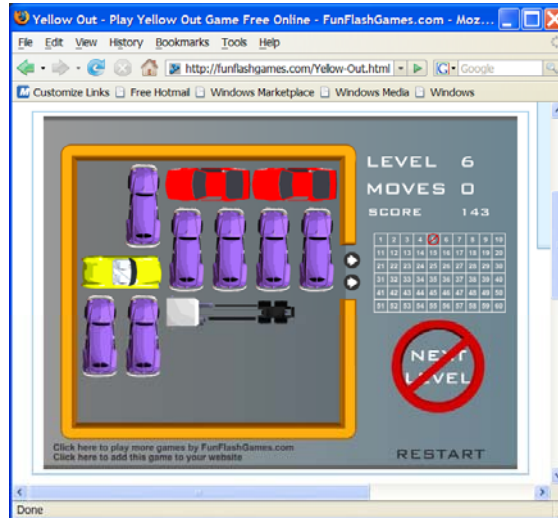 Yellow Out - Play Yellow Out Game Free Online - FunFlashGames.com - Moz...
File Edit View History Bookmarks Tools Help
http://funflashgames.com/Yelow-Out.html
G Google
Customize Links Free Hotmail Windows Marketplace Windows Media Windows
LEVEL 6
MOVES 0
SCORE 143
1 2 3 4 5 6 7 8 9 10
11 12 13 14 15 16 17 18 19 20
21 22 23 24 25 26 27 28 29 30
31 32 33 34 35 36 37 38 39 40
41 42 43 44 45 46 47 48 49 50
51 52 53 54 55 56 57 58 59 60
NEXT
LEVEL
Click here to play more games by FunFlashGames.com
Click here to add this game to your website
RESTART
Done